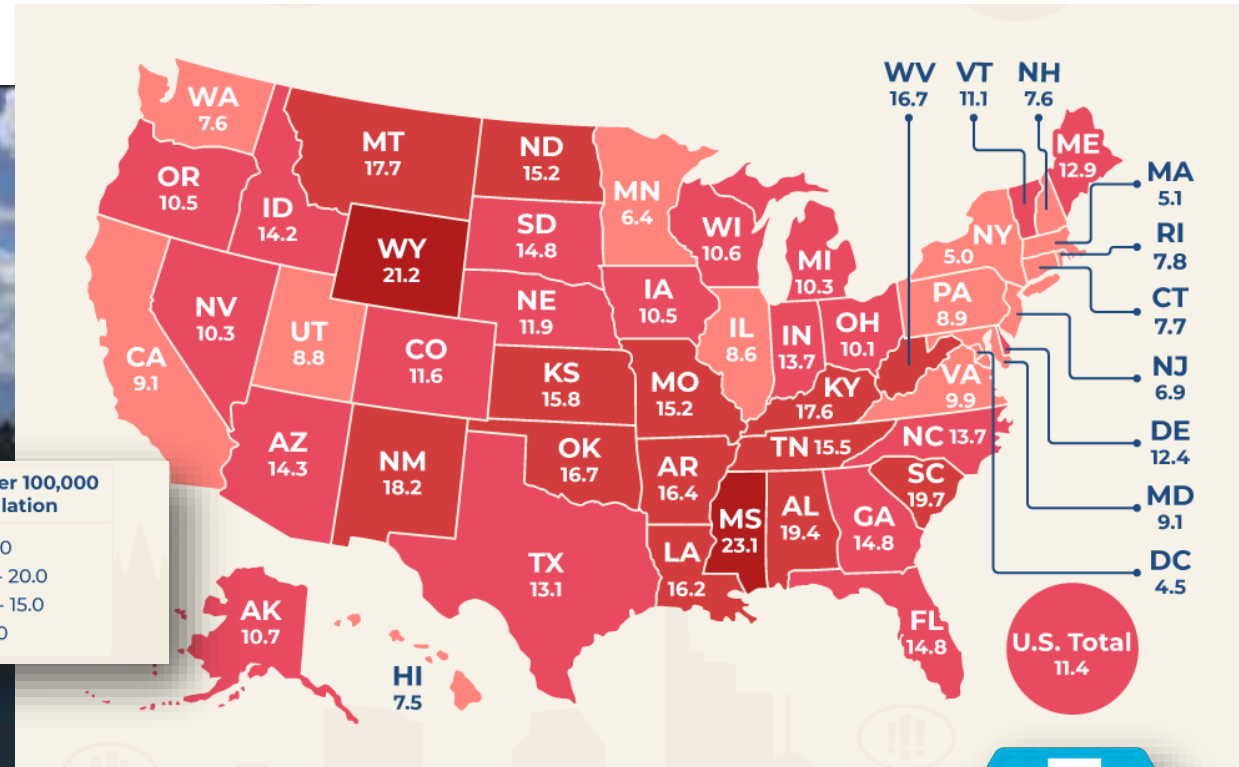 WV VT NH
16.7 11.1 7.6
WA
7.6
MT
17.7
ND
15.2
ME
12.9
MA
5.1
OR
10.5
ID
14.2
MN
6.4
SD
14.8
WI
10.6
NY
5.0
RI
7.8
WY
21.2
MI
10.3
CT
7.7
NV
10.3
NE
11.9
IA
10.5
PA
8.9
UT
8.8
CO
11.6
IL
8.6
IN
13.7
OH
10.1
NJ
6.9
CA
9.1
KS
15.8
MO
15.2
KY
17.6
VA
9.9
DE
12.4
AZ
14.3
NM
18.2
OK
16.7
TN 15.5
NC 13.7
AR
16.4
SC
19.7
MD
9.1
MS
23.1
AL
19.4
GA
14.8
TX
13.1
LA
16.2
DC
4.5
er 100,000
lation
0
- 20.0
- 15.0
0
AK
10.7
HI
7.5
FL
14.8
U.S. Total
11.4